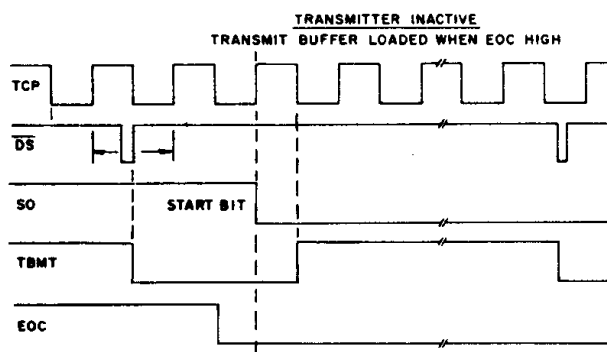 TRANSMITTER INACTIVE
TRANSMIT BUFFER LOADED WHEN EOC HIGH
TCP
DS
SO
START BIT
TBMT
EOC